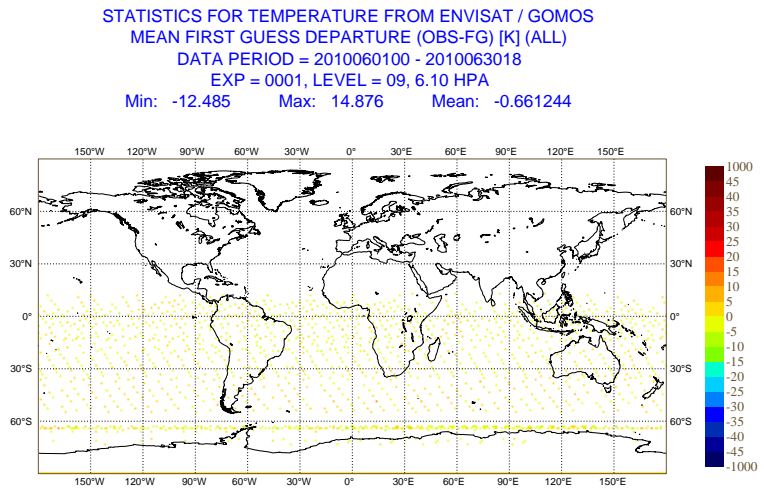 STATISTICS FOR TEMPERATURE FROM ENVISAT / GOMOS
MEAN FIRST GUESS DEPARTURE (OBS-FG) [K] (ALL)
DATA PERIOD = 2010060100 - 2010063018
EXP = 0001, LEVEL = 09, 6.10 HPA
Min: -12.485 Max: 14.876 Mean: -0.661244
150°W 120°W 90°W 60°W 30°W 0° 30°E 60°E 90°E 120°E 150°E
60°N
30°N
0°
30°S
60°S
60°N
30°N
0°
30°S
60°S
150°W 120°W 90°W 60°W 30°W 0° 30°E 60°E 90°E 120°E 150°E
1000
45
40
35
30
25
20
15
10
5
0
-5
-10
-15
-20
-25
-30
-35
-40
-45
-1000